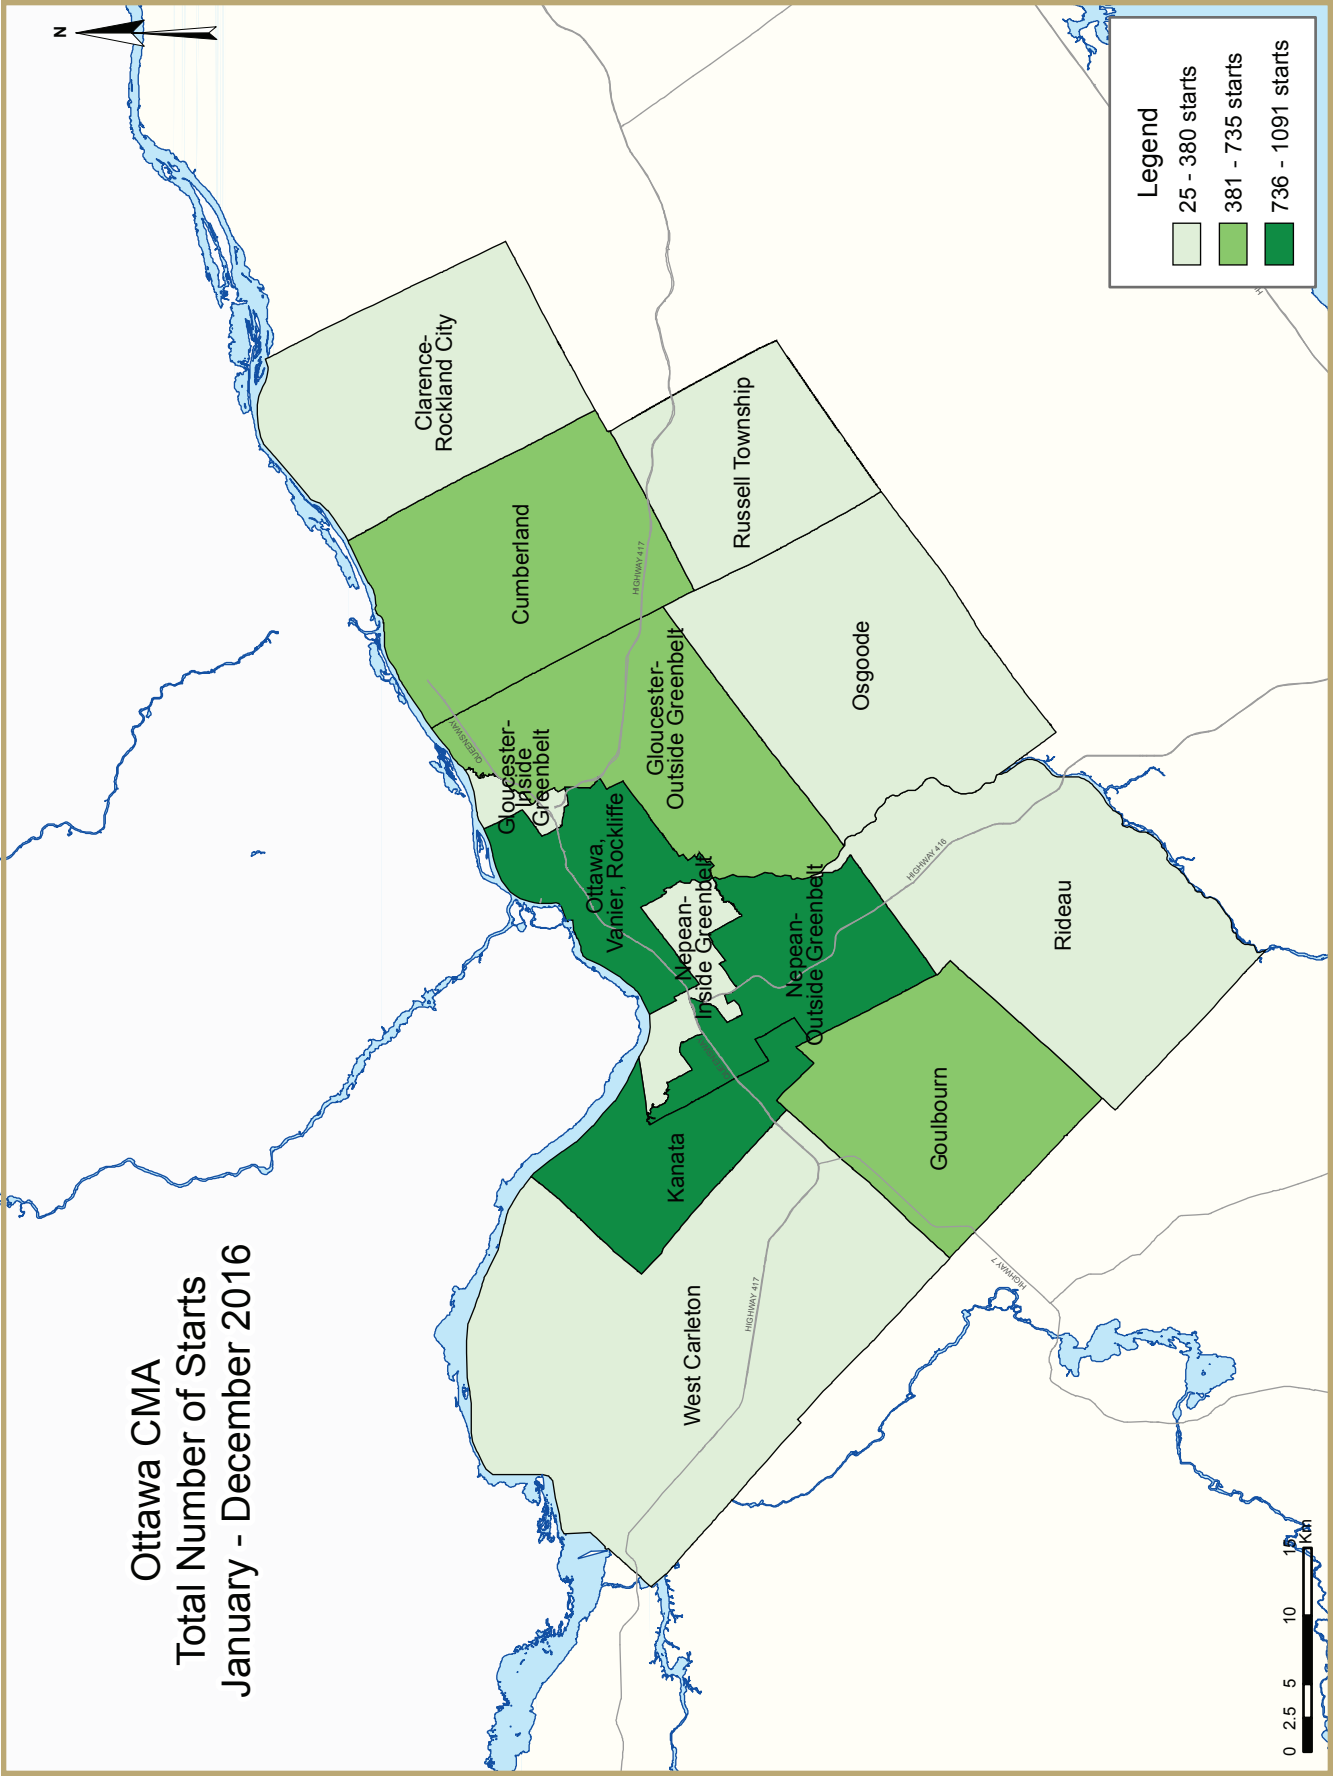 Ottawa CMA
Total Number of Starts
January - December 2016
N
Clarence-
Rockland City
Cumberland
Russell Township
HIGHWAY 417
QUEENSWAY
Gloucester-
Inside
Greenbelt
Gloucester-
Outside Greenbelt
Osgoode
Ottawa,
Vanier, Rockliffe
Nepean-
Inside Greenbelt
Nepean-
Outside Greenbelt
HIGHWAY 416
Rideau
Kanata
Goulbourn
West Carleton
HIGHWAY 417
HIGHWAY 7
Legend
25 - 380 starts
381 - 735 starts
736 - 1091 starts
0 2.5 5 10 15
Km